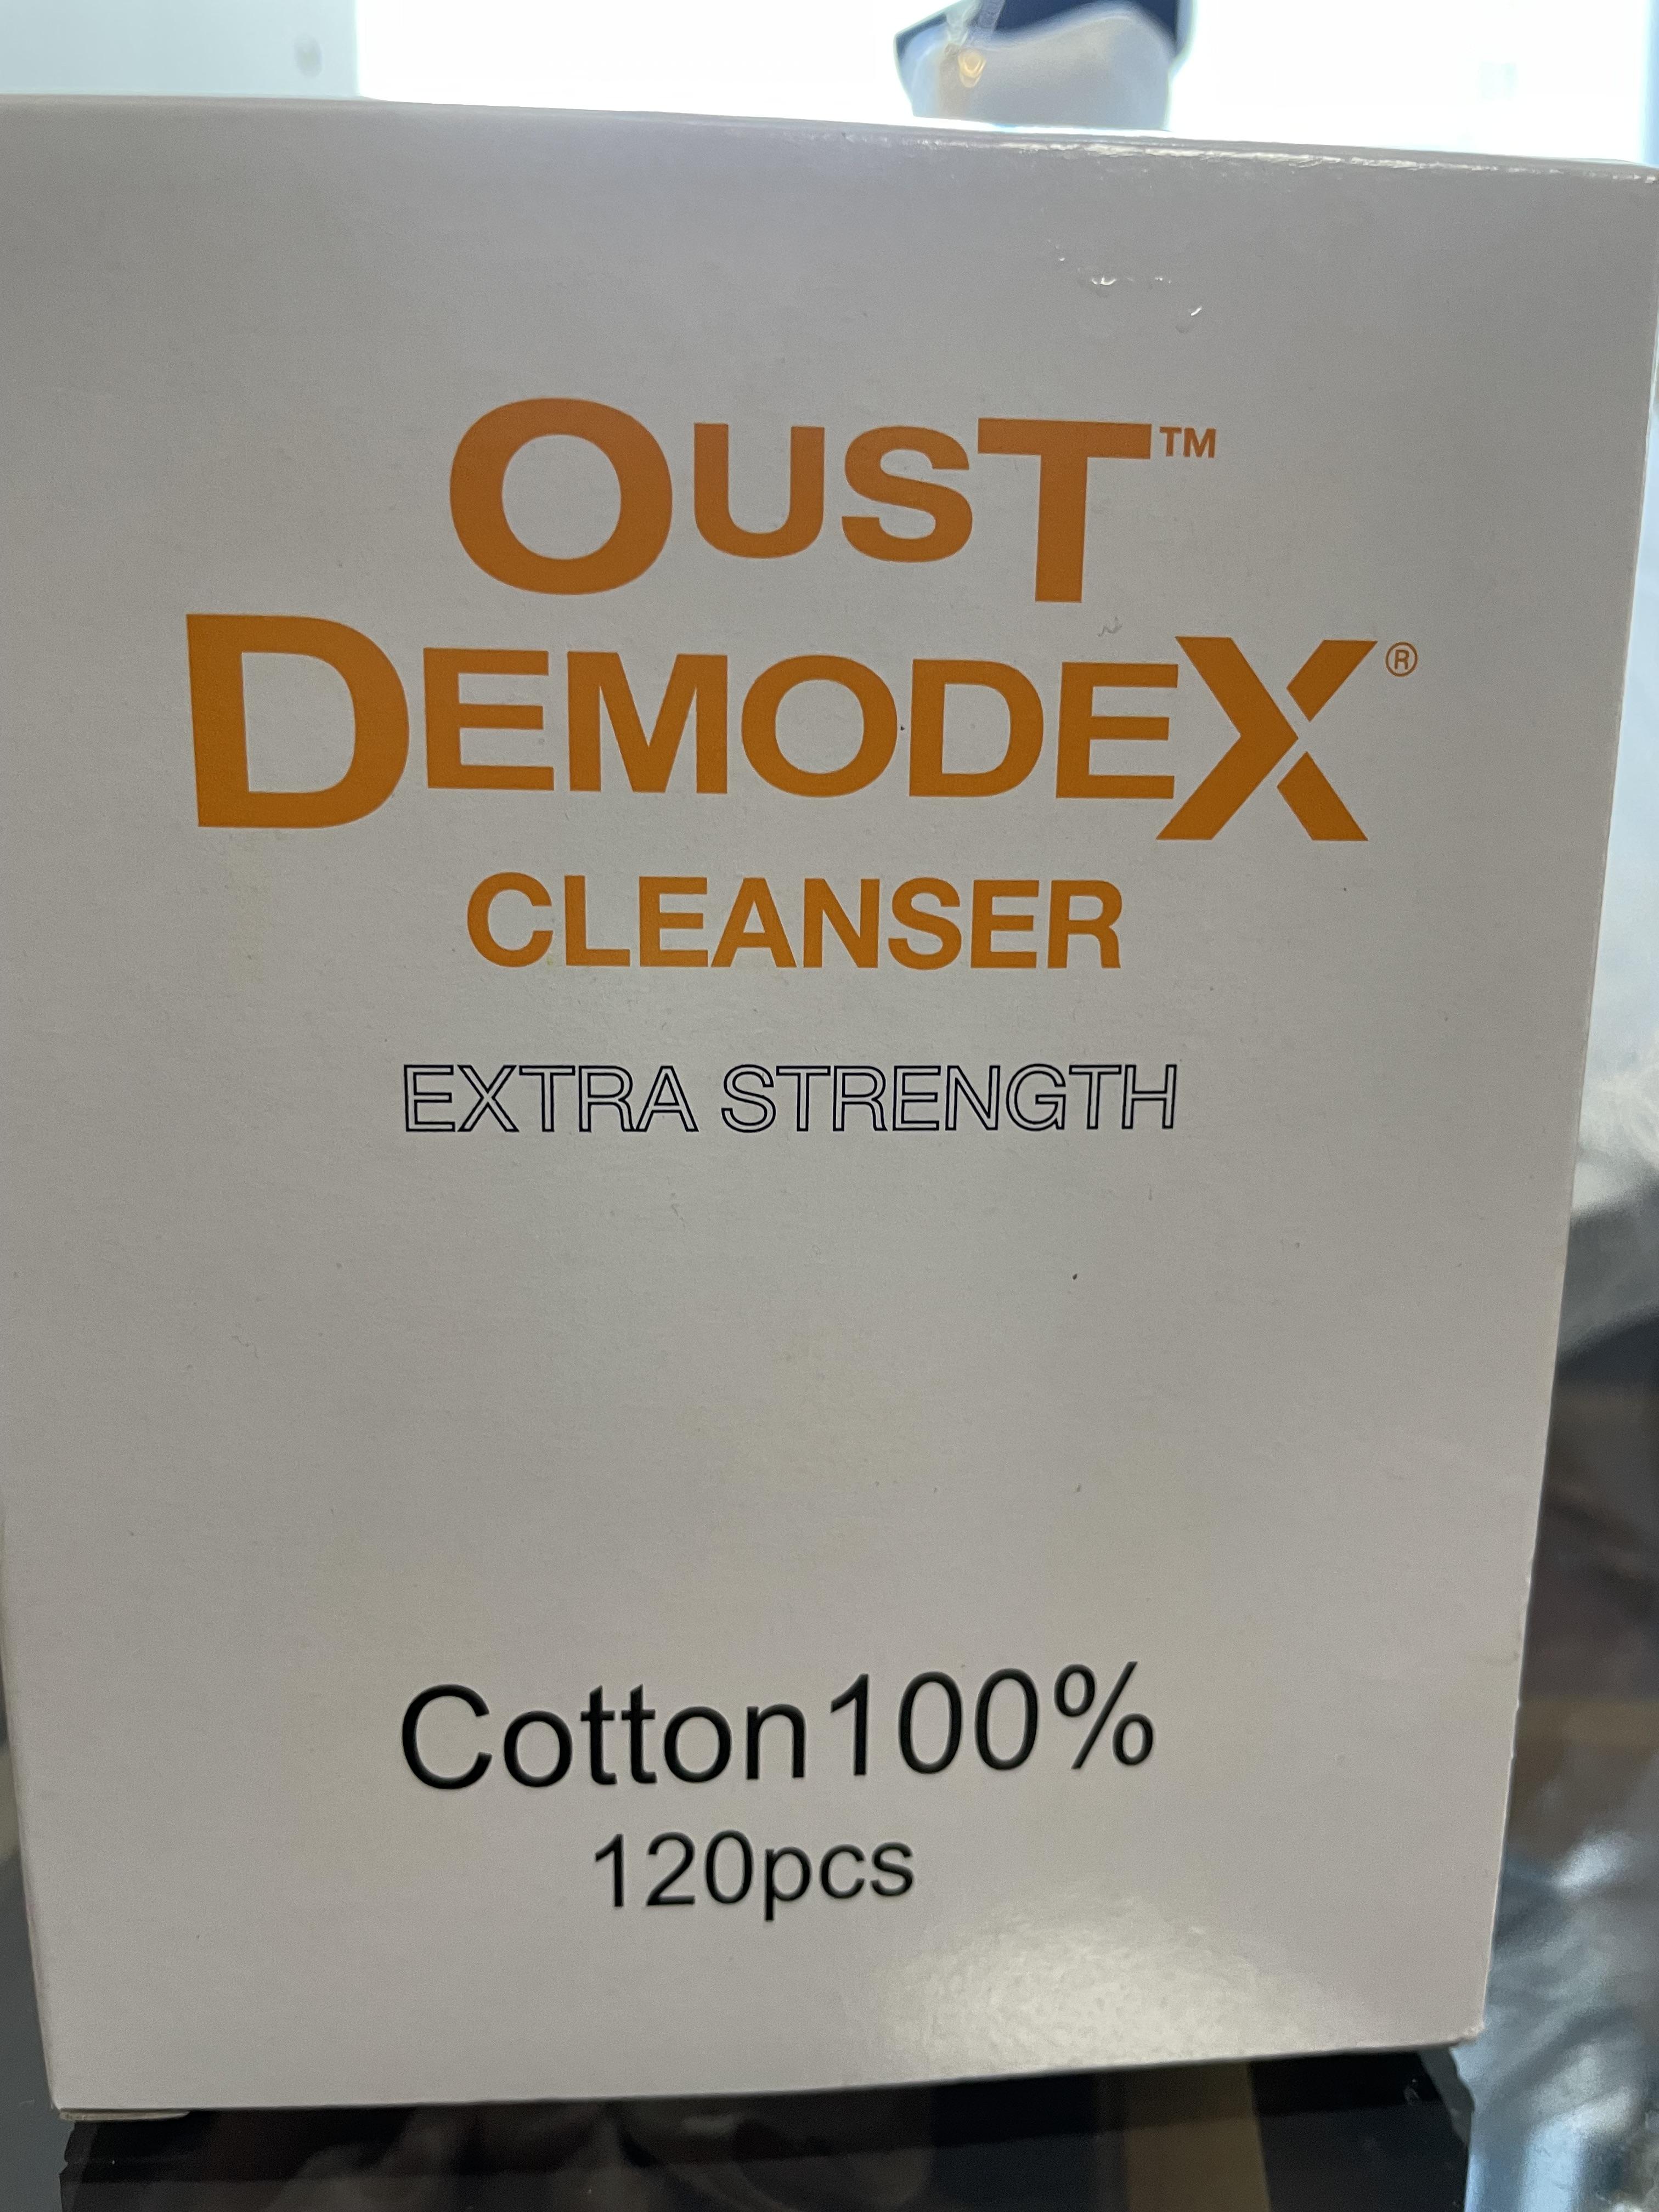 OUST™
DEMODEX®
CLEANSER
EXTRA STRENGTH
Cotton100%
120pcs